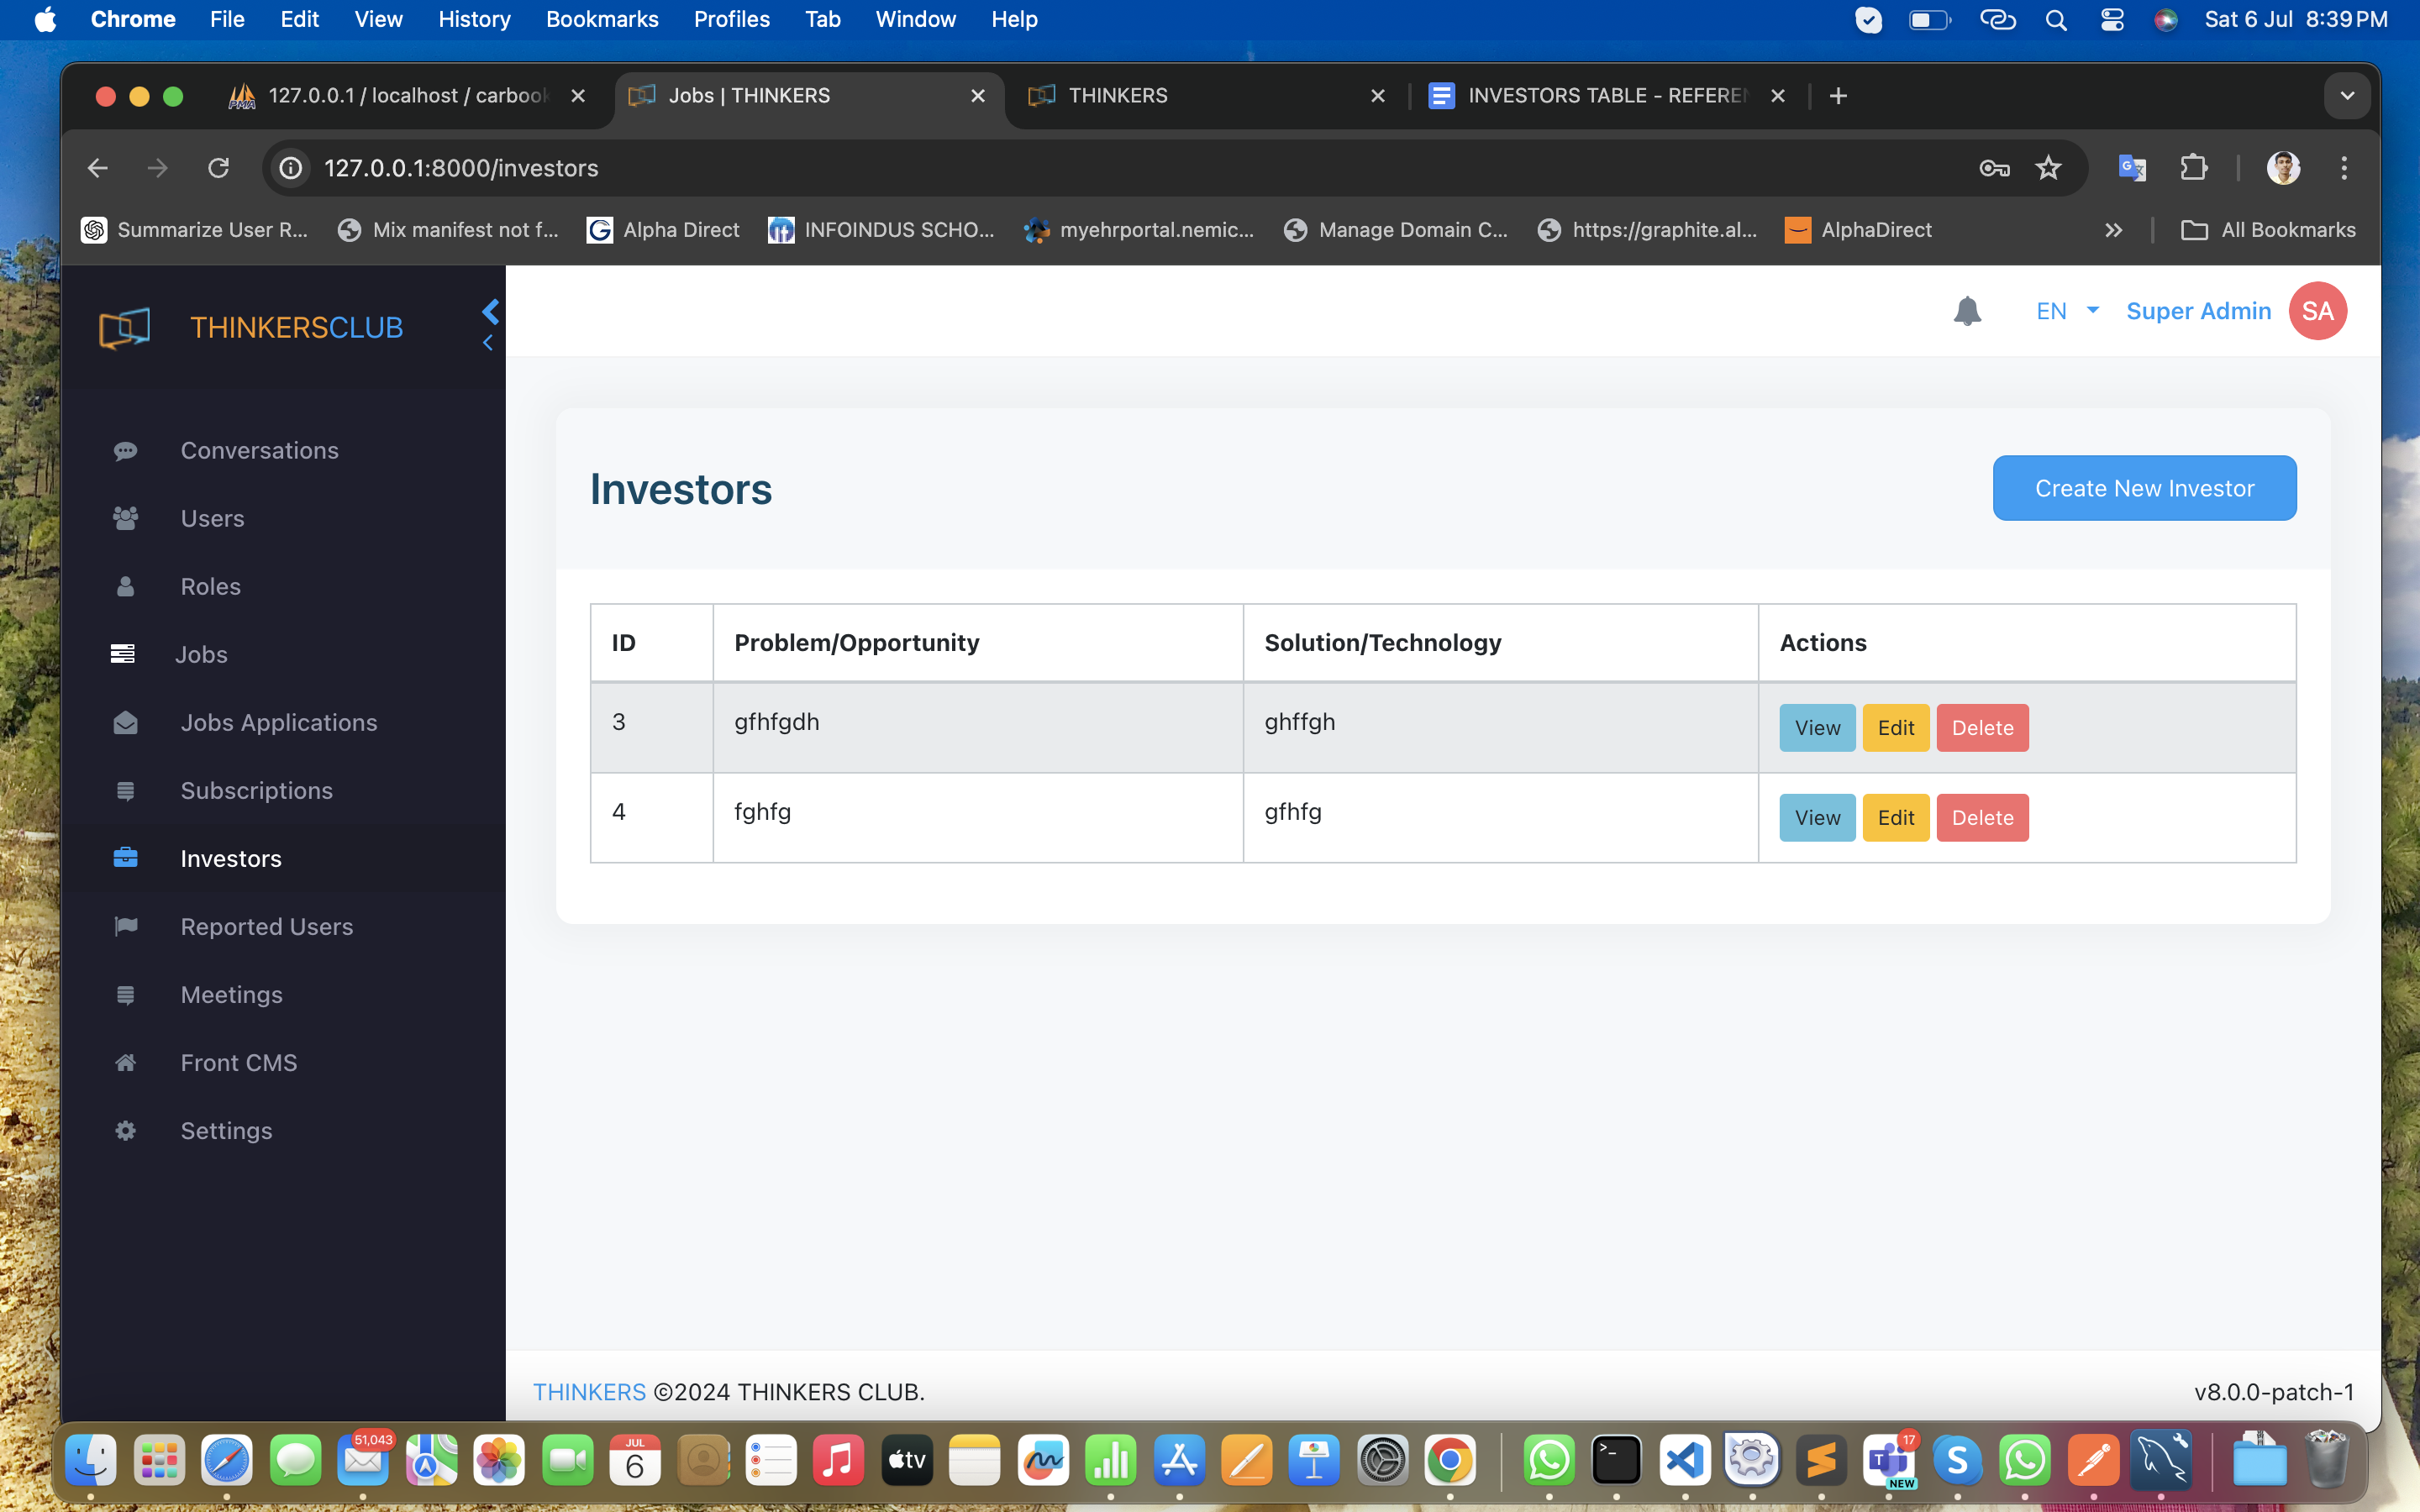 Chrome File Edit View History Bookmarks Profiles Tab Window Help
Sat 6 Jul 8:39 PM
127.0.0.1 / localhost / carbook
Jobs | THINKERS
THINKERS
INVESTORS TABLE - REFEREN
127.0.0.1:8000/investors
Summarize User R...
Mix manifest not f...
Alpha Direct
INFOINDUS SCHO...
myehrportal.nemic...
Manage Domain C...
https://graphite.al...
AlphaDirect
All Bookmarks
THINKERSCLUB
EN
Super Admin
SA
Conversations
Users
Roles
Jobs
Jobs Applications
Subscriptions
Investors
Reported Users
Meetings
Front CMS
Settings
Investors
Create New Investor
ID Problem/Opportunity Solution/Technology Actions
3 gfhfgdh ghffgh View Edit Delete
4 fghfg gfhfg View Edit Delete
THINKERS ©2024 THINKERS CLUB.
v8.0.0-patch-1
51,043
JUL
6
tv
17
NEW